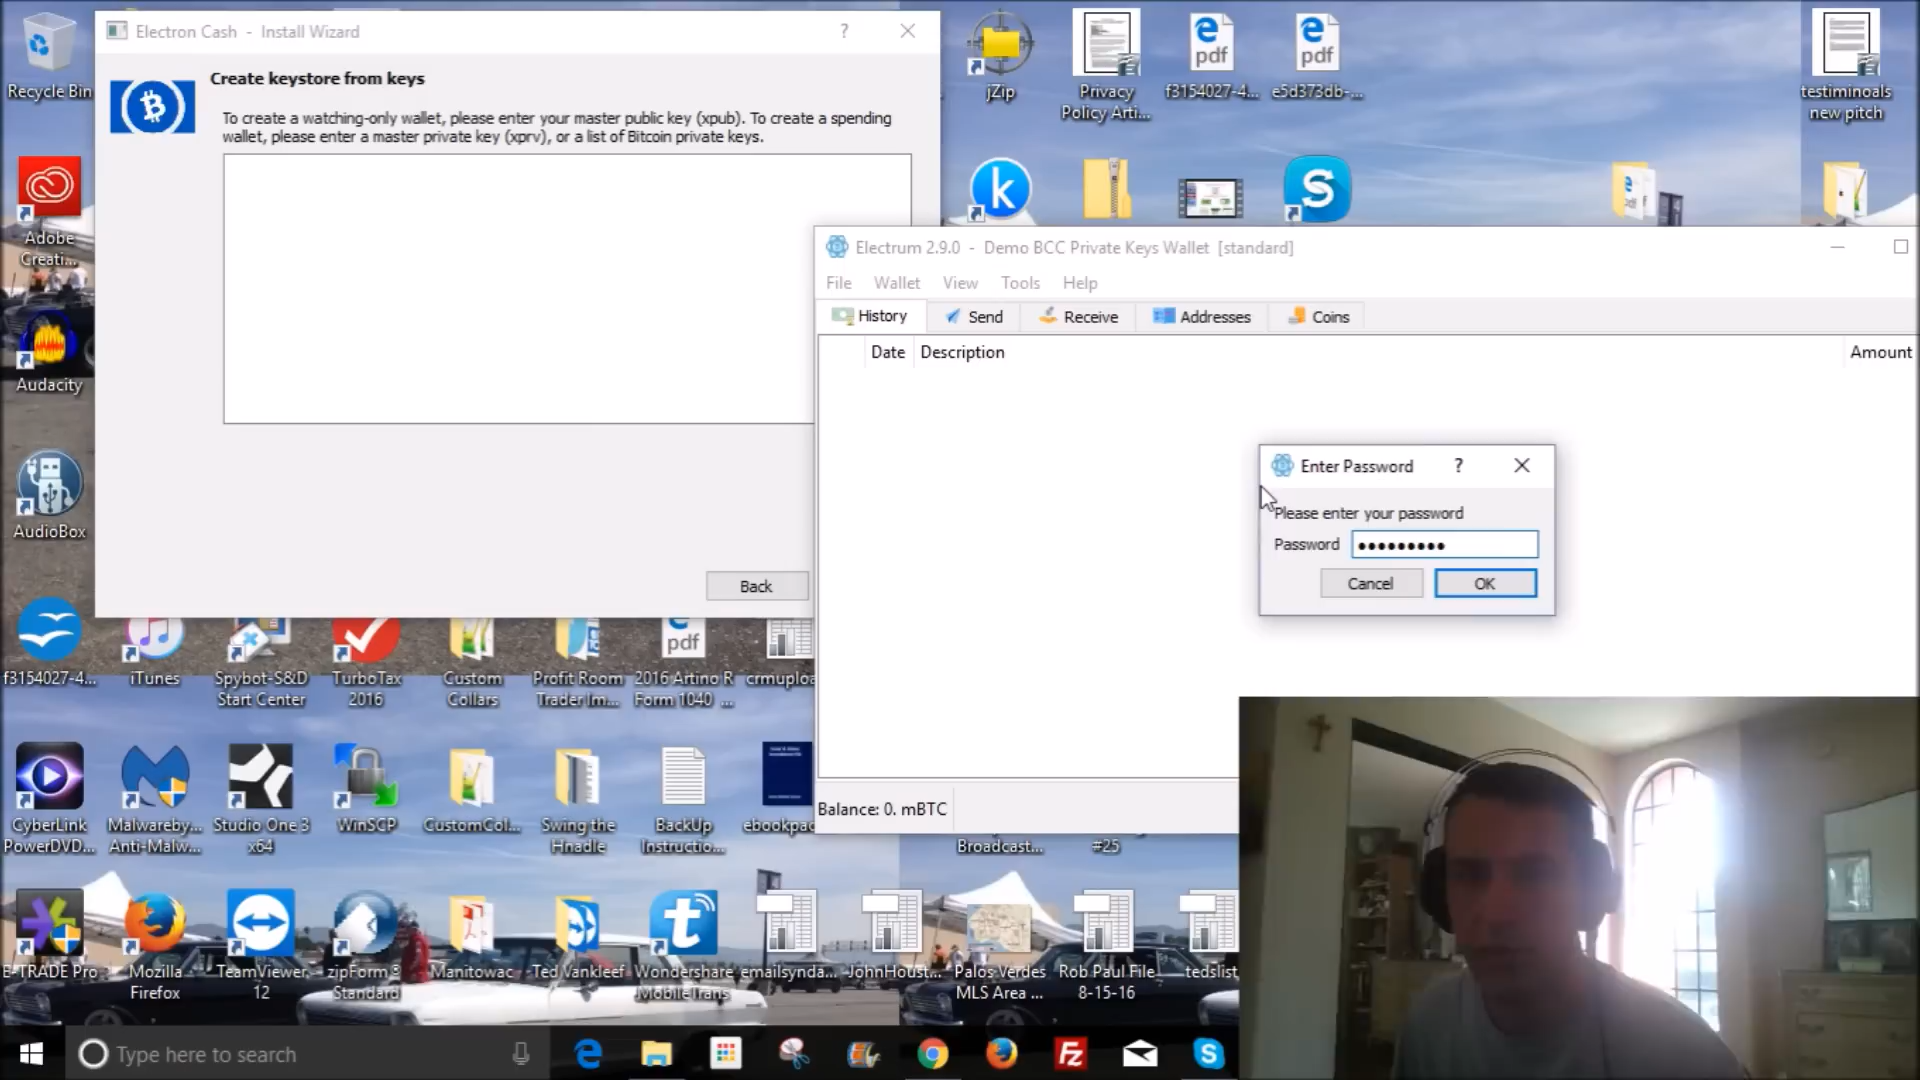 Electron Cash - Install Wizard
?
Create keystore from keys
To create a watching-only wallet, please enter your master public key (xpub). To create a spending
wallet, please enter a master private key (xprv), or a list of Bitcoin private keys.
Back
Electrum 2.9.0 - Demo BCC Private Keys Wallet [standard]
File Wallet View Tools Help
History Send Receive Addresses Coins
Date Description Amount
Enter Password ?
Please enter your password
Password
Cancel OK
Balance: 0. mBTC
Recycle Bin
jZip
pdf
pdf
Privacy
Policy Arti...
f3154027-4...
e5d373db-...
testiminoals
new pitch
Adobe
Creati...
Audacity
AudioBox
pdf
f3154027-4...
iTunes
Spybot-S&D
Start Center
TurboTax
2016
Custom
Collars
Profit Room
Trader Im...
2016 Artino R
Form 1040 ...
crmuploa
CyberLink
PowerDVD...
Malwareby...
Anti-Malw...
Studio One 3
x64
WinSCP
CustomCol...
Swing the
Hnadle
BackUp
Instructio...
ebookpac
Broadcast...
#25
E*TRADE Pro
Mozilla
Firefox
TeamViewer
12
zipForm®
Standard
Manitowac
Ted Vankleef
Wondershare
MobileTrans
emailsynda...
JohnHoust...
Palos Verdes
MLS Area ...
Rob Paul File
8-15-16
tedslist
Type here to search